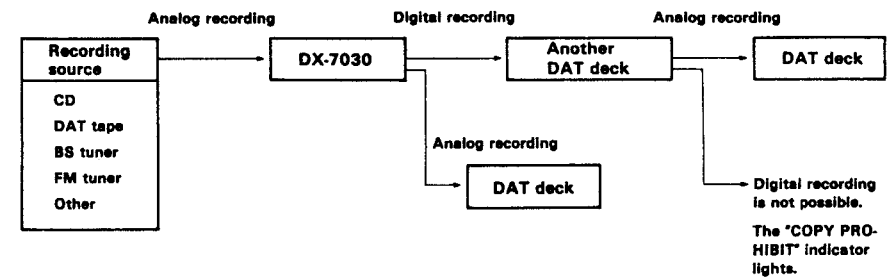 Analog recording
Digital recording
Analog recording
Recording
source
CD
DAT tape
BS tuner
FM tuner
Other
DX-7030
Another
DAT deck
DAT deck
Analog recording
DAT deck
Digital recording
is not possible.
The "COPY PRO-
HIBIT" indicator
lights.